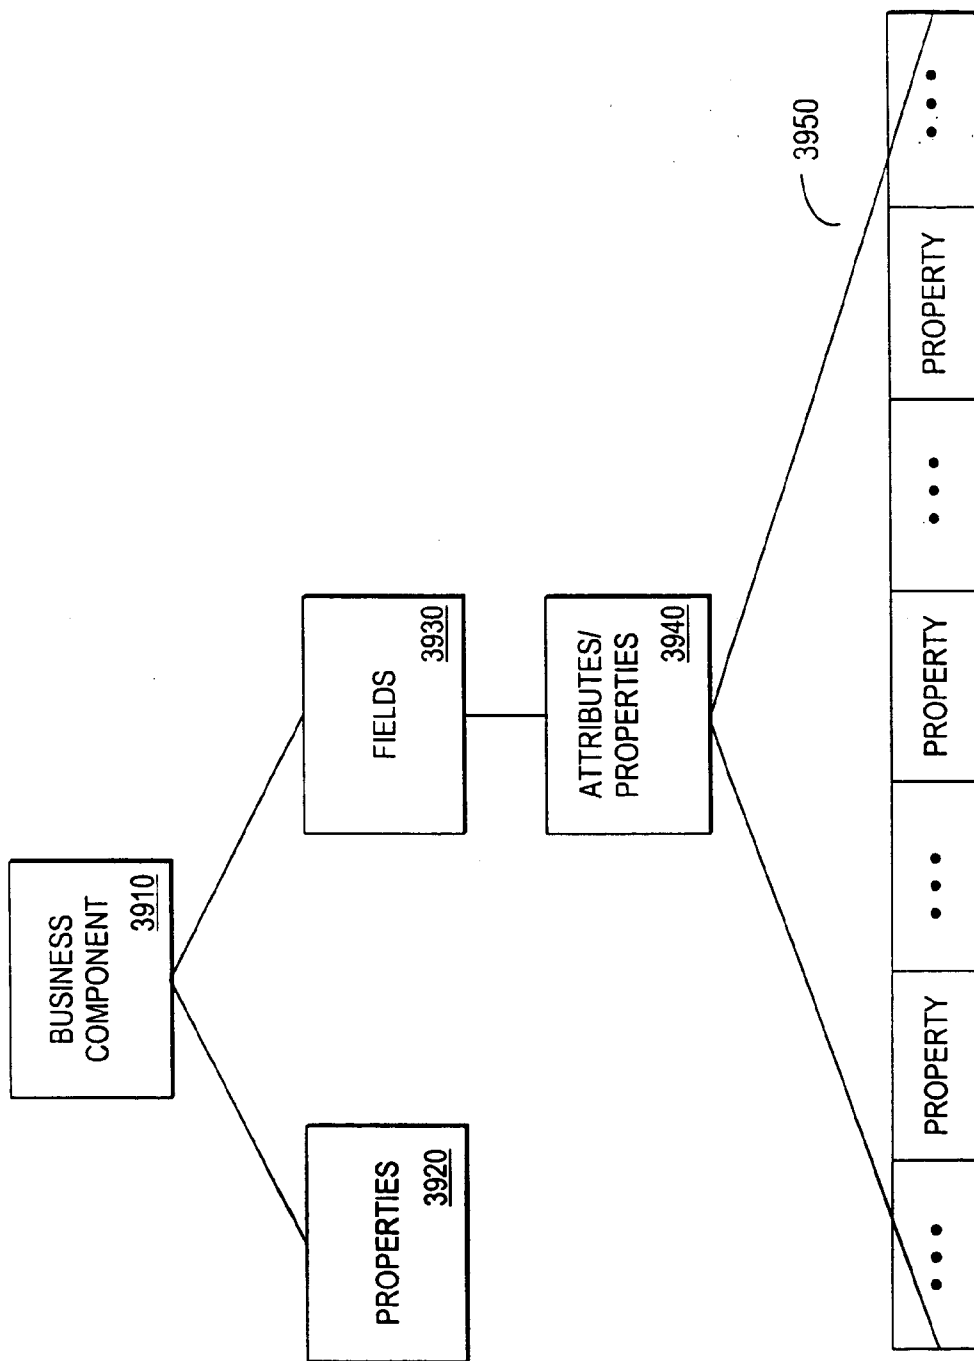 BUSINESS
COMPONENT
3910
PROPERTIES
3920
FIELDS
3930
ATTRIBUTES/
PROPERTIES
3940
3950
••• PROPERTY ••• PROPERTY ••• PROPERTY •••